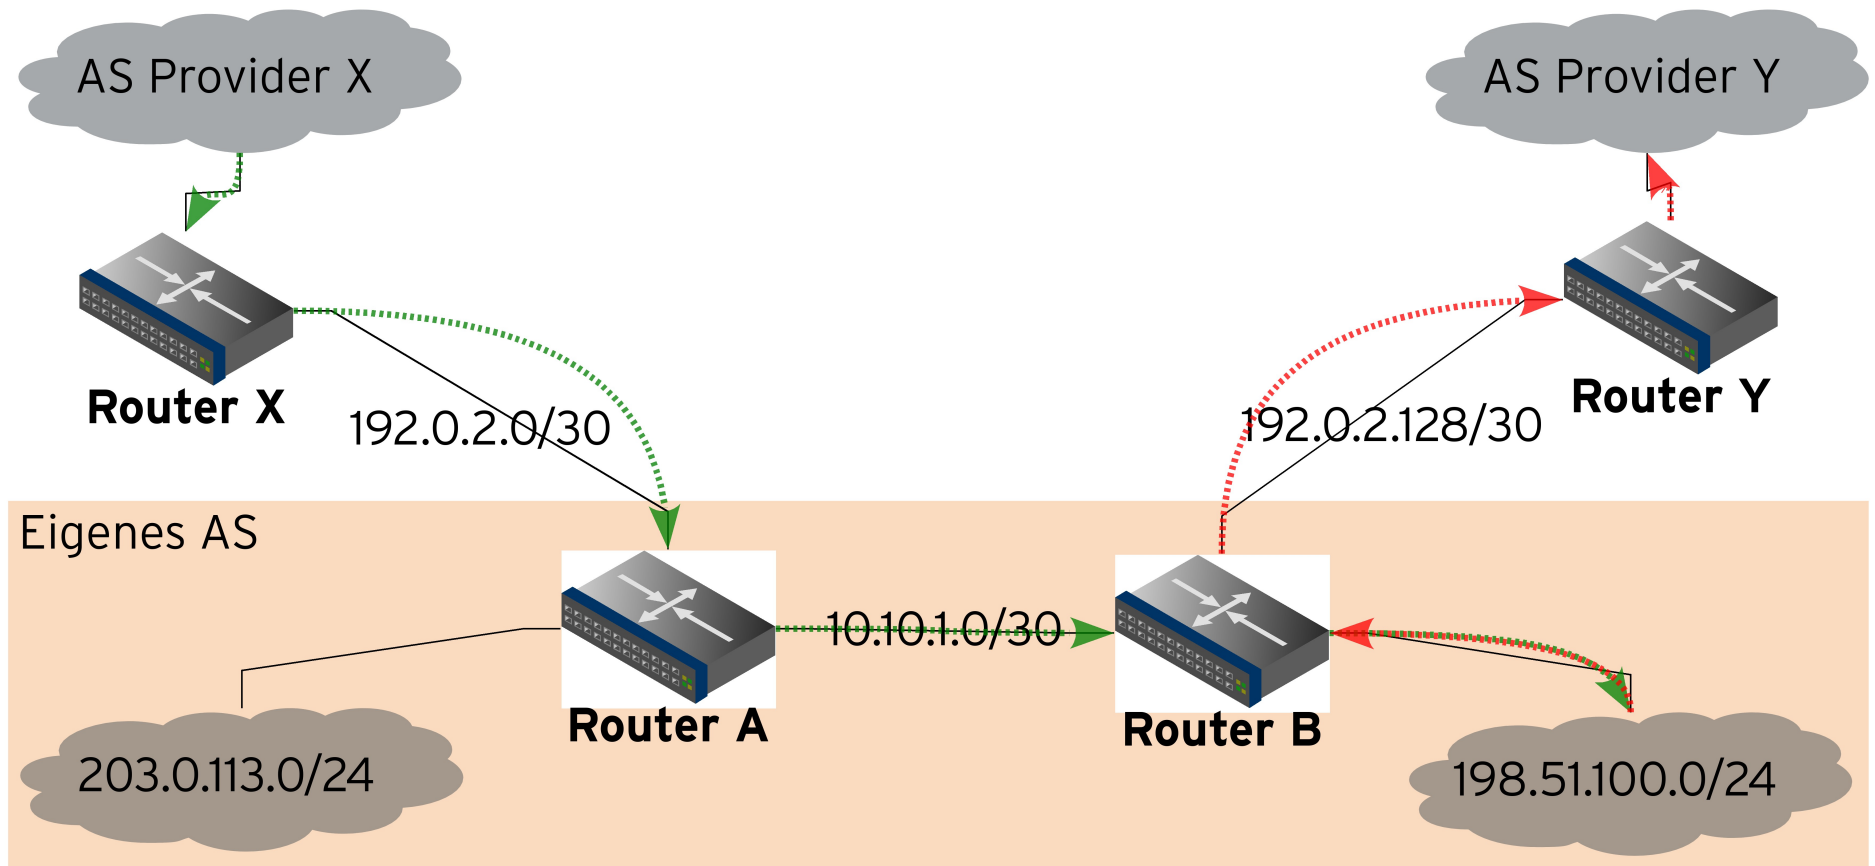 AS Provider X
AS Provider Y
Router X
Router Y
192.0.2.0/30
192.0.2.128/30
Eigenes AS
10.10.1.0/30
Router A
Router B
203.0.113.0/24
198.51.100.0/24